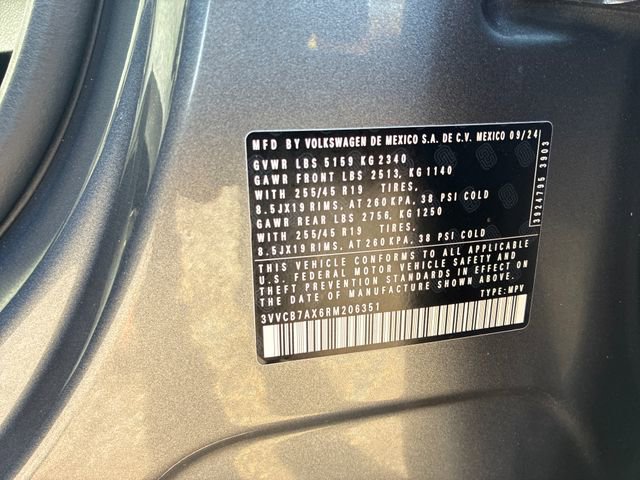 MFD BY VOLKSWAGEN DE MEXICO S.A. DE C.V. MEXICO 09/24
GVWR LBS 5159 KG 2340
GAWR FRONT LBS 2513, KG 1140
WITH 255/45 R19 TIRES,
8.5JX19 RIMS, AT 260 KPA, 38 PSI COLD
GAWR REAR LBS 2756, KG 1250
WITH 255/45 R19 TIRES,
8.5JX19 RIMS, AT 260 KPA, 38 PSI COLD
THIS VEHICLE CONFORMS TO ALL APPLICABLE
U.S. FEDERAL MOTOR VEHICLE SAFETY AND
THEFT PREVENTION STANDARDS IN EFFECT ON
THE DATE OF MANUFACTURE SHOWN ABOVE.
3VVCB7AX6RM206351 TYPE: MPV
3924795 3903